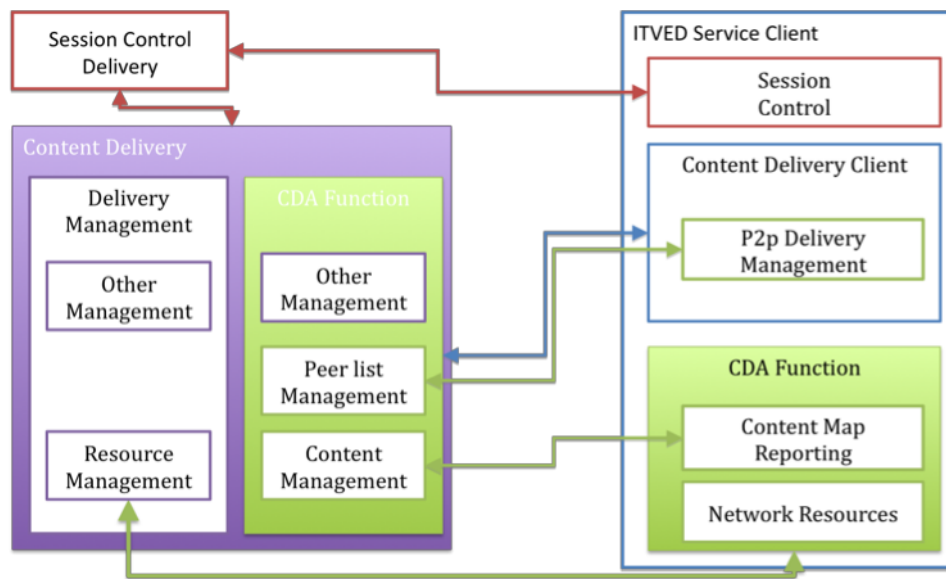 Session Control
Delivery
ITVED Service Client
Session
Control
Content Delivery
Delivery
Management
Other
Management
Resource
Management
CDA Function
Other
Management
Peer list
Management
Content
Management
Content Delivery Client
P2p Delivery
Management
CDA Function
Content Map
Reporting
Network Resources